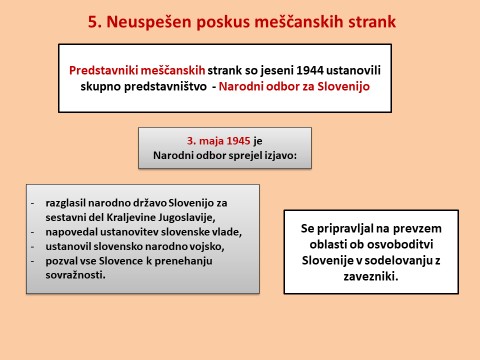 5. Neuspešen poskus meščanskih strank
Predstavniki meščanskih strank so jeseni 1944 ustanovili
skupno predstavništvo - Narodni odbor za Slovenijo
3. maja 1945 je
Narodni odbor sprejel izjavo:
- razglasil narodno državo Slovenijo za
sestavni del Kraljevine Jugoslavije,
- napovedal ustanovitev slovenske vlade,
- ustanovil slovensko narodno vojsko,
- pozval vse Slovence k prenehanju
sovražnosti.
Se pripravljal na prevzem
oblasti ob osvoboditvi
Slovenije v sodelovanju z
zavezniki.